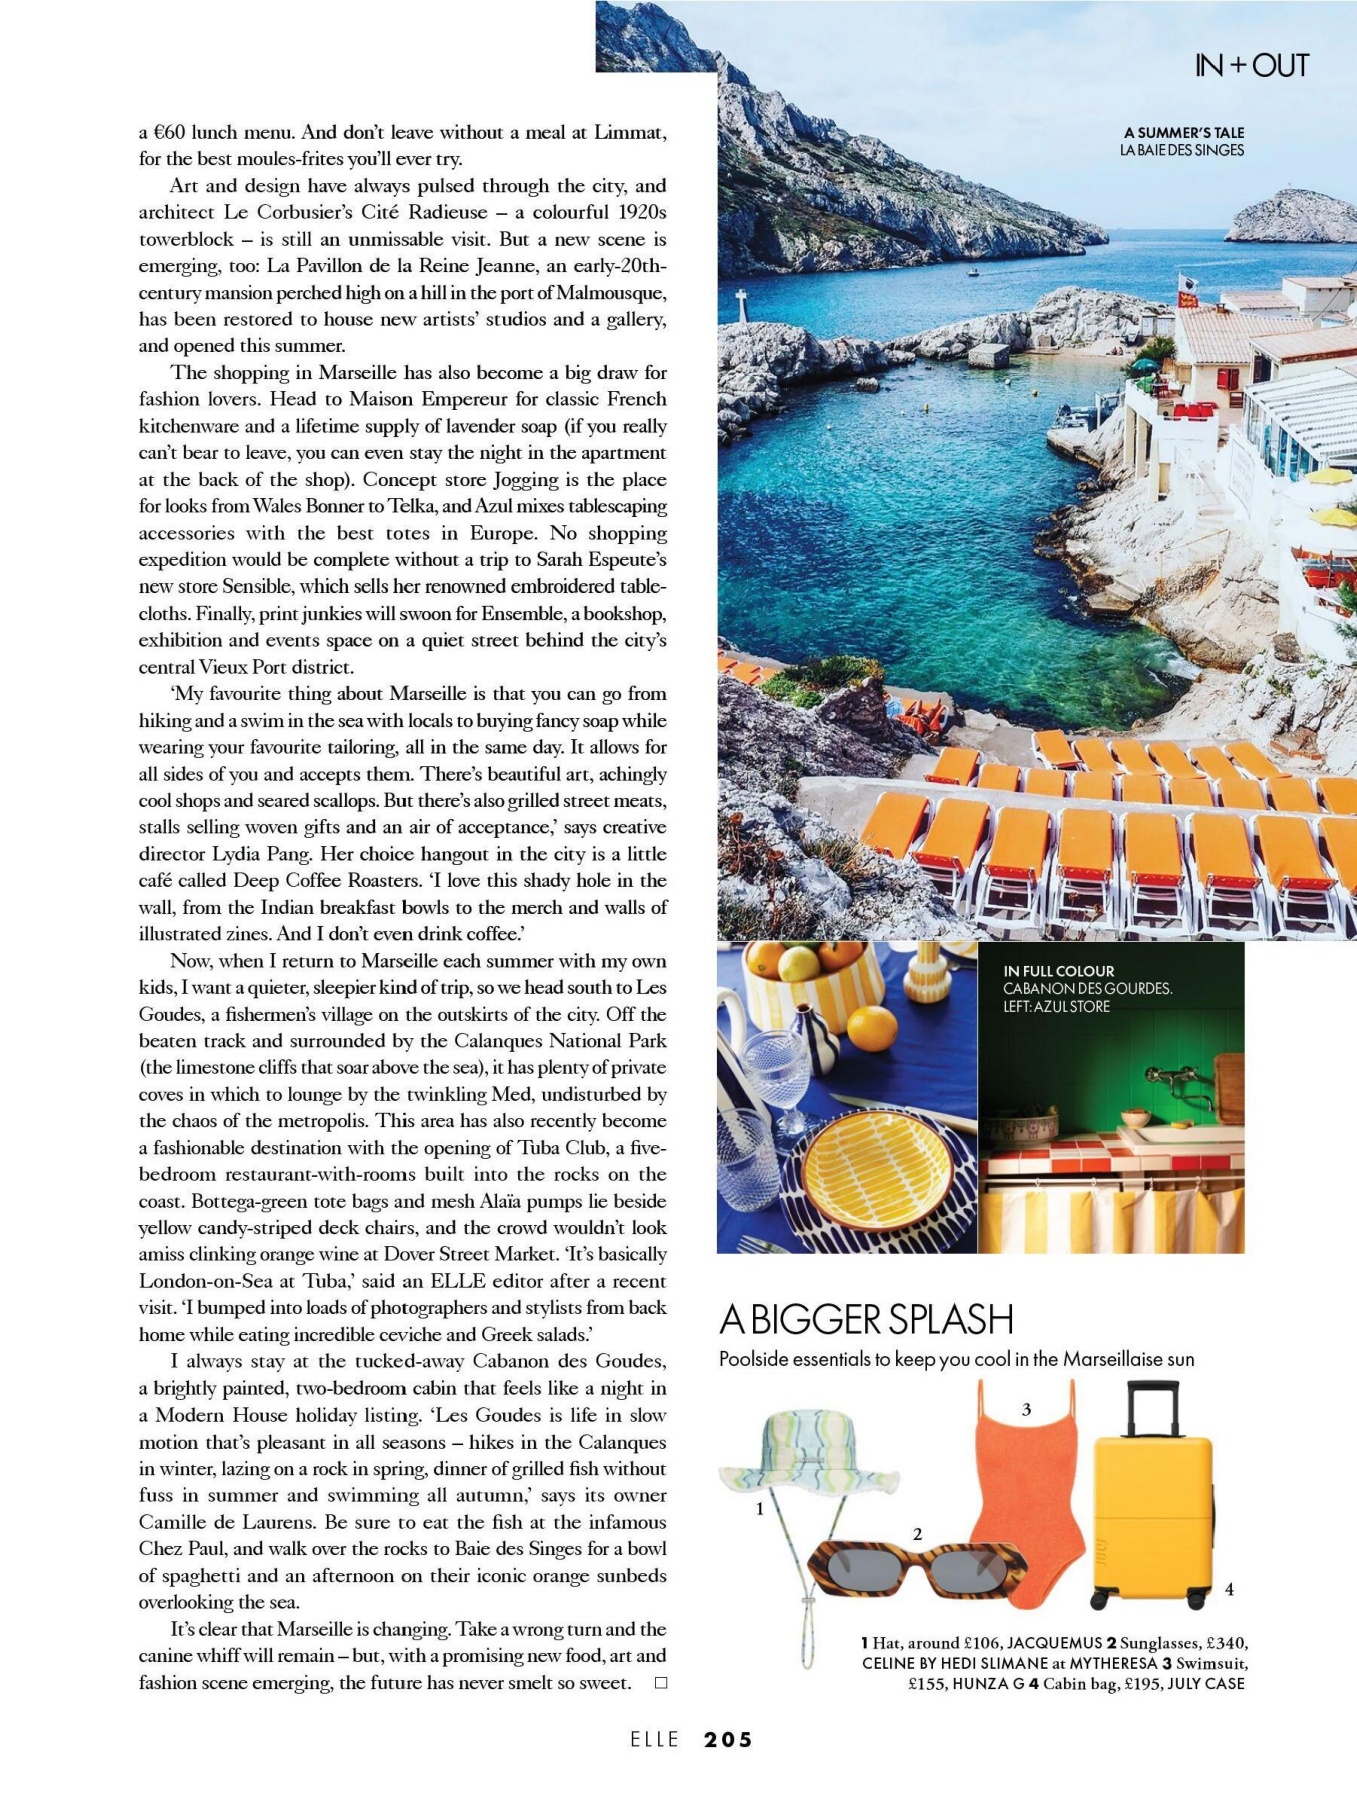 IN + OUT
A SUMMER'S TALE
LA BAIE DES SINGES
a €60 lunch menu. And don't leave without a meal at Limmat,
for the best moules-frites you'll ever try.
Art and design have always pulsed through the city, and
architect Le Corbusier's Cité Radieuse – a colourful 1920s
towerblock – is still an unmissable visit. But a new scene is
emerging, too: La Pavillon de la Reine Jeanne, an early-20th-
century mansion perched high on a hill in the port of Malmousque,
has been restored to house new artists' studios and a gallery,
and opened this summer.
The shopping in Marseille has also become a big draw for
fashion lovers. Head to Maison Empereur for classic French
kitchenware and a lifetime supply of lavender soap (if you really
can't bear to leave, you can even stay the night in the apartment
at the back of the shop). Concept store Jogging is the place
for looks from Wales Bonner to Telka, and Azul mixes tablescaping
accessories with the best totes in Europe. No shopping
expedition would be complete without a trip to Sarah Espeute's
new store Sensible, which sells her renowned embroidered table-
cloths. Finally, print junkies will swoon for Ensemble, a bookshop,
exhibition and events space on a quiet street behind the city's
central Vieux Port district.
'My favourite thing about Marseille is that you can go from
hiking and a swim in the sea with locals to buying fancy soap while
wearing your favourite tailoring, all in the same day. It allows for
all sides of you and accepts them. There's beautiful art, achingly
cool shops and seared scallops. But there's also grilled street meats,
stalls selling woven gifts and an air of acceptance,' says creative
director Lydia Pang. Her choice hangout in the city is a little
café called Deep Coffee Roasters. 'I love this shady hole in the
wall, from the Indian breakfast bowls to the merch and walls of
illustrated zines. And I don't even drink coffee.'
Now, when I return to Marseille each summer with my own
kids, I want a quieter, sleepier kind of trip, so we head south to Les
Goudes, a fishermen's village on the outskirts of the city. Off the
beaten track and surrounded by the Calanques National Park
(the limestone cliffs that soar above the sea), it has plenty of private
coves in which to lounge by the twinkling Med, undisturbed by
the chaos of the metropolis. This area has also recently become
a fashionable destination with the opening of Tuba Club, a five-
bedroom restaurant-with-rooms built into the rocks on the
coast. Bottega-green tote bags and mesh Alaïa pumps lie beside
yellow candy-striped deck chairs, and the crowd wouldn't look
amiss clinking orange wine at Dover Street Market. 'It's basically
London-on-Sea at Tuba,' said an ELLE editor after a recent
visit. 'I bumped into loads of photographers and stylists from back
home while eating incredible ceviche and Greek salads.'
I always stay at the tucked-away Cabanon des Goudes,
a brightly painted, two-bedroom cabin that feels like a night in
a Modern House holiday listing. 'Les Goudes is life in slow
motion that's pleasant in all seasons – hikes in the Calanques
in winter, lazing on a rock in spring, dinner of grilled fish without
fuss in summer and swimming all autumn,' says its owner
Camille de Laurens. Be sure to eat the fish at the infamous
Chez Paul, and walk over the rocks to Baie des Singes for a bowl
of spaghetti and an afternoon on their iconic orange sunbeds
overlooking the sea.
It's clear that Marseille is changing. Take a wrong turn and the
canine whiff will remain – but, with a promising new food, art and
fashion scene emerging, the future has never smelt so sweet. □
IN FULL COLOUR
CABANON DES GOURDES.
LEFT: AZUL STORE
A BIGGER SPLASH
Poolside essentials to keep you cool in the Marseillaise sun
1
2
3
4
1 Hat, around £106, JACQUEMUS 2 Sunglasses, £340,
CELINE BY HEDI SLIMANE at MYTHERESA 3 Swimsuit,
£155, HUNZA G 4 Cabin bag, £195, JULY CASE
ELLE 205